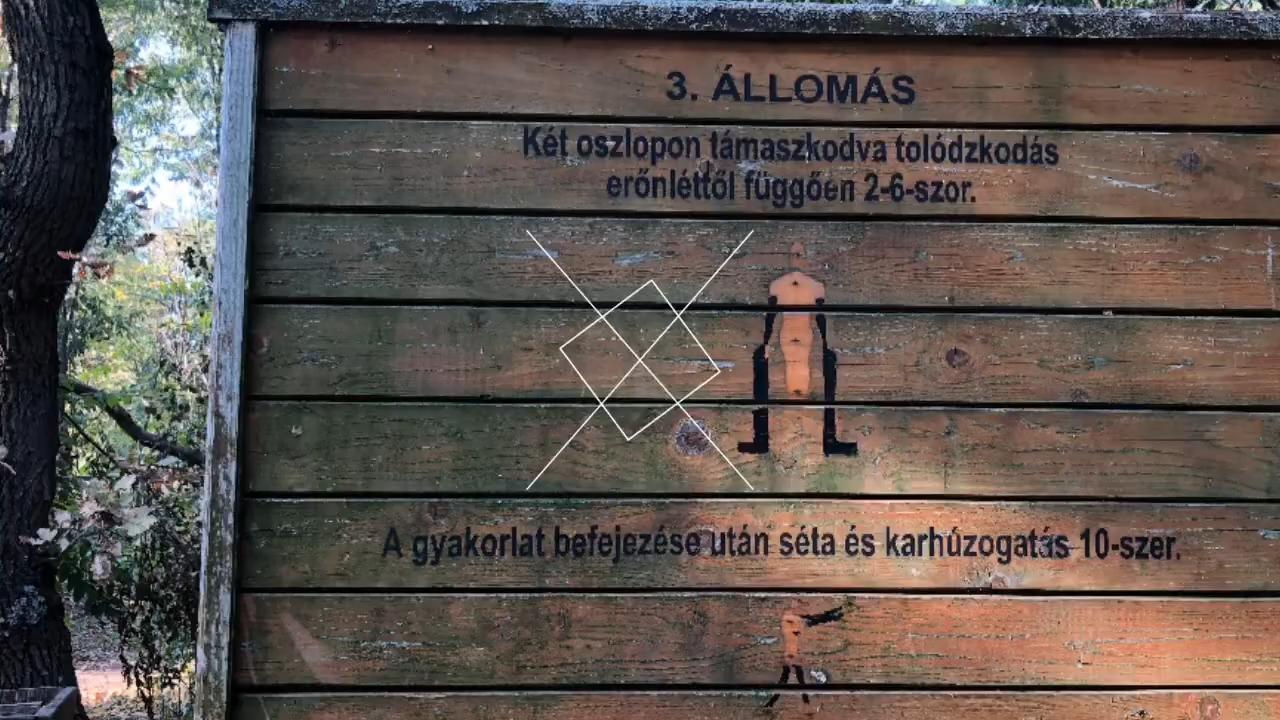 3. ÁLLOMÁS
Két oszlopon támaszkodva tolódzkodás
erőnléttől függően 2-6-szor.
A gyakorlat befejezése után séta és karhúzogatás 10-szer.